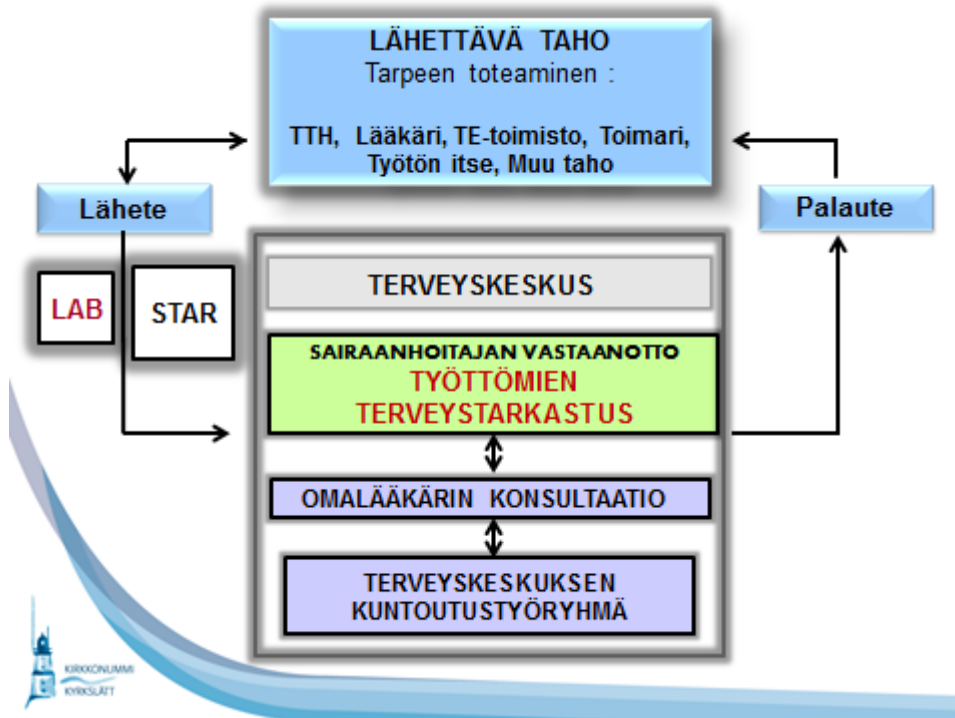 LÄHETTÄVÄ TAHO
Tarpeen toteaminen :
TTH, Lääkäri, TE-toimisto, Toimari,
Työtön itse, Muu taho
Lähete
Palaute
LAB
STAR
TERVEYSKESKUS
SAIRAANHOITAJAN VASTAANOTTO
TYÖTTÖMIEN
TERVEYSTARKASTUS
OMALÄÄKÄRIN KONSULTAATIO
TERVEYSKESKUKSEN
KUNTOUTUSTYÖRYHMÄ
KIRKKONUMMI
KYRKSLÄTT